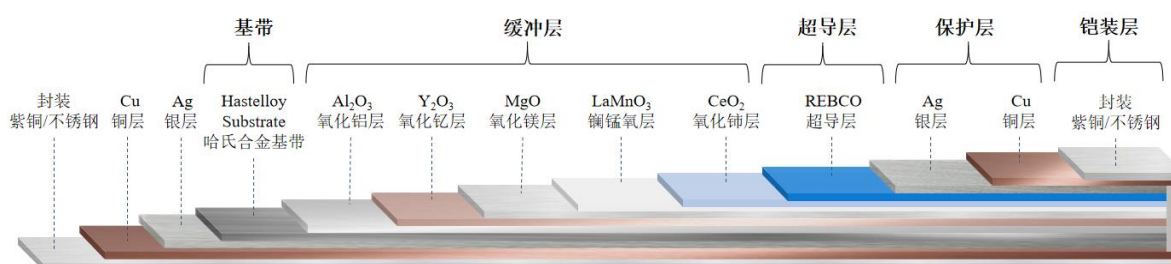 基带
缓冲层
超导层
保护层
铠装层
封装
紫铜/不锈钢
Cu
铜层
Ag
银层
Hastelloy
Substrate
哈氏合金基带
Al₂O₃
氧化铝层
Y₂O₃
氧化钇层
MgO
氧化镁层
LaMnO₃
镧锰氧层
CeO₂
氧化铈层
REBCO
超导层
Ag
银层
Cu
铜层
封装
紫铜/不锈钢